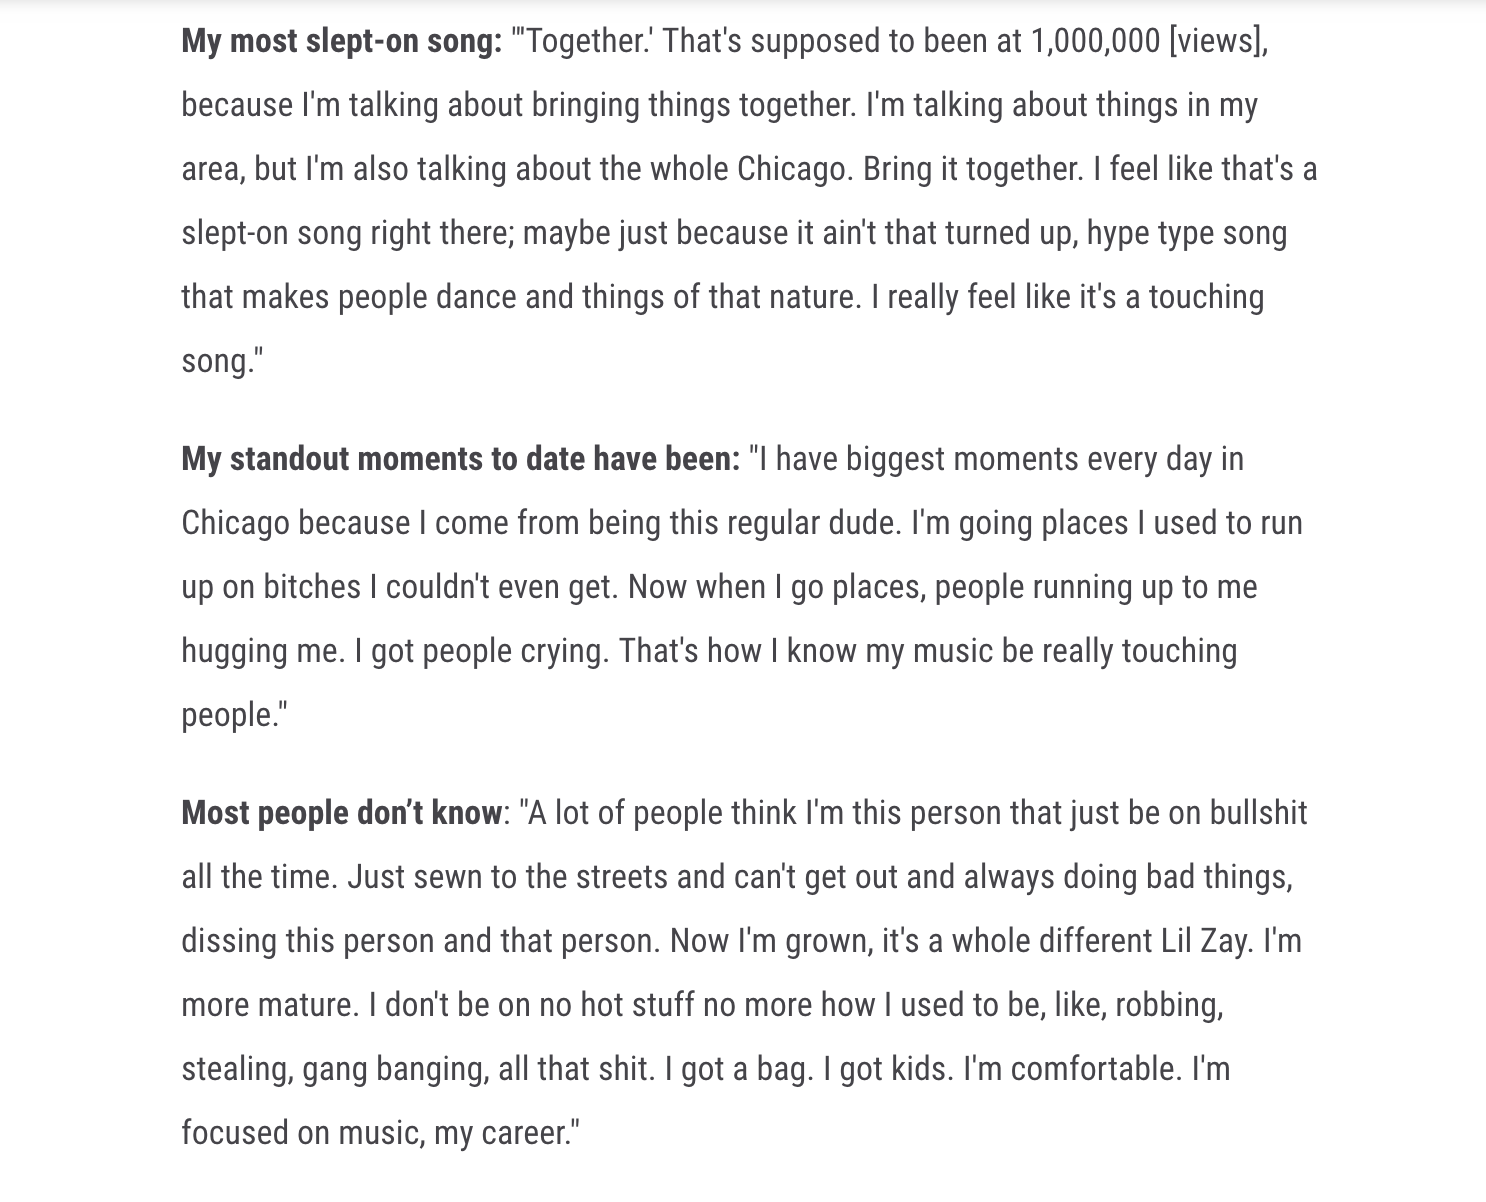 My most slept-on song: "'Together.' That's supposed to been at 1,000,000 [views],
because I'm talking about bringing things together. I'm talking about things in my
area, but I'm also talking about the whole Chicago. Bring it together. I feel like that's a
slept-on song right there; maybe just because it ain't that turned up, hype type song
that makes people dance and things of that nature. I really feel like it's a touching
song."
My standout moments to date have been: "I have biggest moments every day in
Chicago because I come from being this regular dude. I'm going places I used to run
up on bitches I couldn't even get. Now when I go places, people running up to me
hugging me. I got people crying. That's how I know my music be really touching
people."
Most people don’t know: "A lot of people think I'm this person that just be on bullshit
all the time. Just sewn to the streets and can't get out and always doing bad things,
dissing this person and that person. Now I'm grown, it's a whole different Lil Zay. I'm
more mature. I don't be on no hot stuff no more how I used to be, like, robbing,
stealing, gang banging, all that shit. I got a bag. I got kids. I'm comfortable. I'm
focused on music, my career."